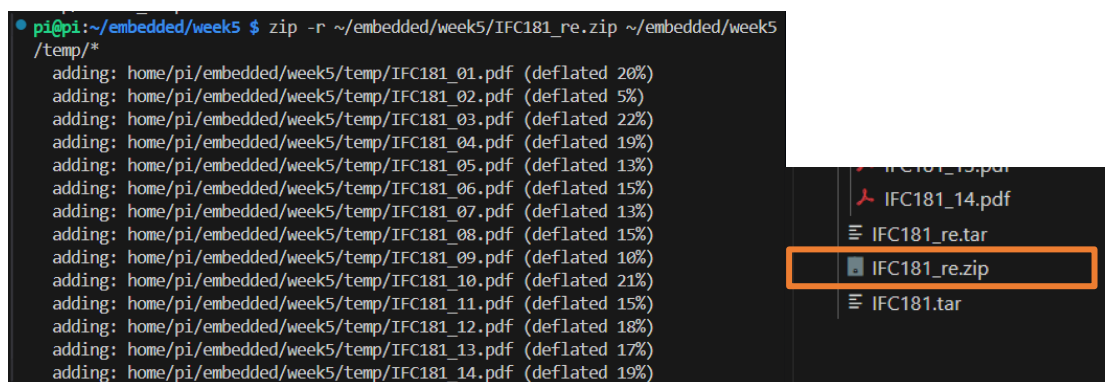 pi@pi:~/embedded/week5 $ zip -r ~/embedded/week5/IFC181_re.zip ~/embedded/week5
/temp/*
adding: home/pi/embedded/week5/temp/IFC181_01.pdf (deflated 20%)
adding: home/pi/embedded/week5/temp/IFC181_02.pdf (deflated 5%)
adding: home/pi/embedded/week5/temp/IFC181_03.pdf (deflated 22%)
adding: home/pi/embedded/week5/temp/IFC181_04.pdf (deflated 19%)
adding: home/pi/embedded/week5/temp/IFC181_05.pdf (deflated 13%)
adding: home/pi/embedded/week5/temp/IFC181_06.pdf (deflated 15%)
adding: home/pi/embedded/week5/temp/IFC181_07.pdf (deflated 13%)
adding: home/pi/embedded/week5/temp/IFC181_08.pdf (deflated 15%)
adding: home/pi/embedded/week5/temp/IFC181_09.pdf (deflated 10%)
adding: home/pi/embedded/week5/temp/IFC181_10.pdf (deflated 21%)
adding: home/pi/embedded/week5/temp/IFC181_11.pdf (deflated 15%)
adding: home/pi/embedded/week5/temp/IFC181_12.pdf (deflated 18%)
adding: home/pi/embedded/week5/temp/IFC181_13.pdf (deflated 17%)
adding: home/pi/embedded/week5/temp/IFC181_14.pdf (deflated 19%)
IFC181_14.pdf
IFC181_re.tar
IFC181_re.zip
IFC181.tar